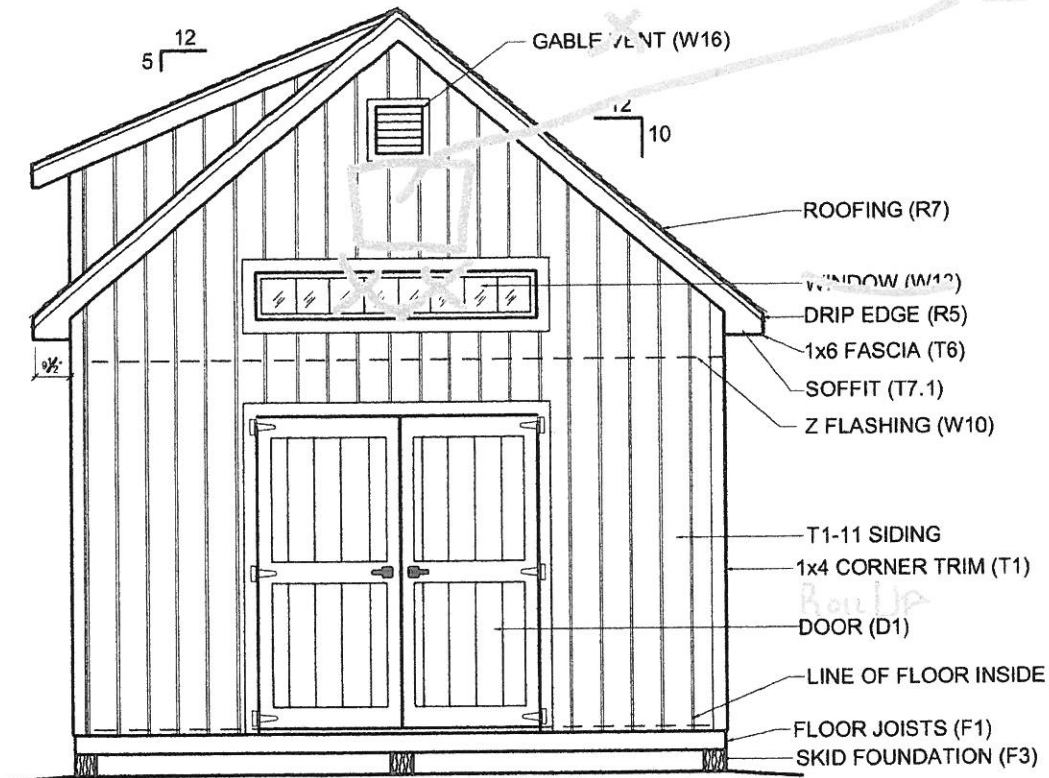 12
5
GABLE VENT (W16)
12
10
ROOFING (R7)
WINDOW (W12)
DRIP EDGE (R5)
1x6 FASCIA (T6)
SOFFIT (T7.1)
9½"
Z FLASHING (W10)
T1-11 SIDING
1x4 CORNER TRIM (T1)
Roll UP
DOOR (D1)
LINE OF FLOOR INSIDE
FLOOR JOISTS (F1)
SKID FOUNDATION (F3)